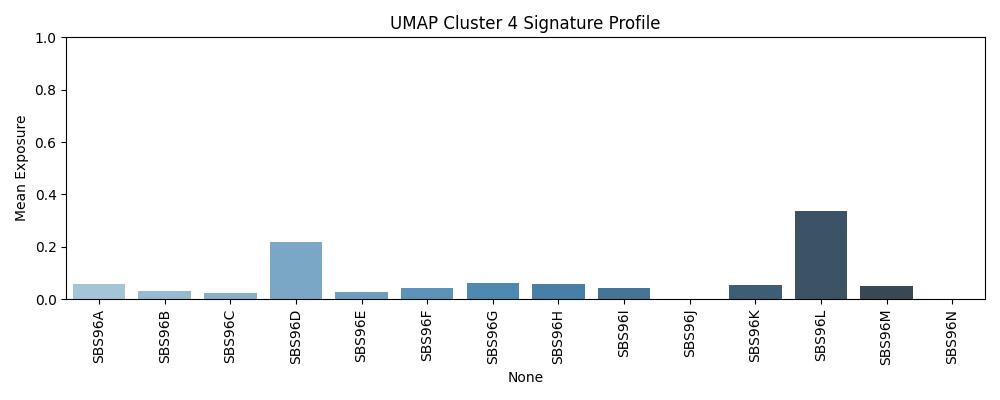 UMAP Cluster 4 Signature Profile
1.0
0.8
0.6
0.4
0.2
0.0
Mean Exposure
SBS96A
SBS96B
SBS96C
SBS96D
SBS96E
SBS96F
SBS96G
SBS96H
SBS96I
SBS96J
SBS96K
SBS96L
SBS96M
SBS96N
None